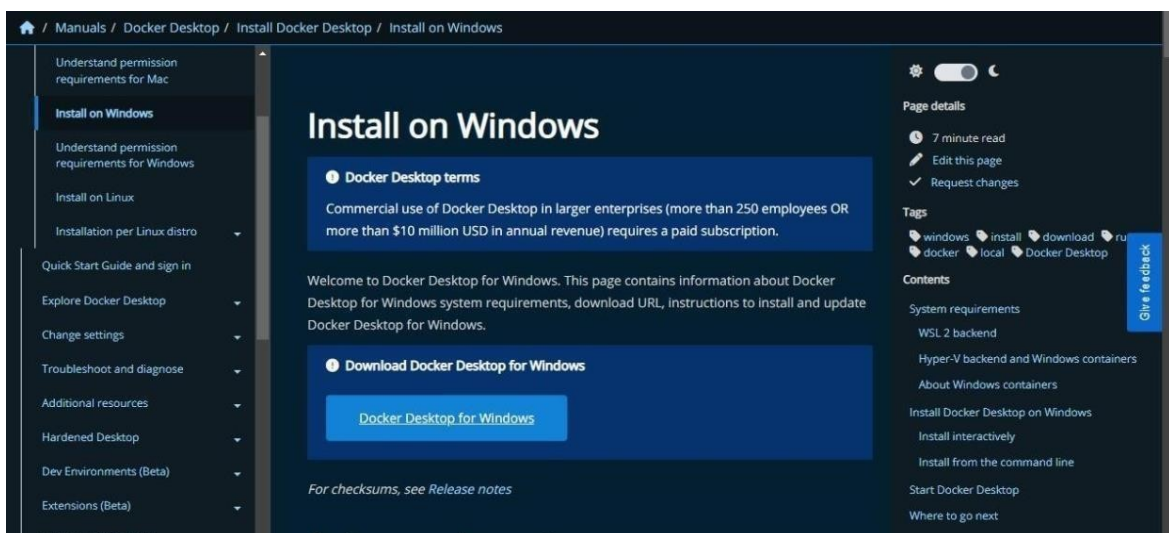 / Manuals / Docker Desktop / Install Docker Desktop / Install on Windows
Understand permission
requirements for Mac
Install on Windows
Understand permission
requirements for Windows
Install on Linux
Installation per Linux distro
Quick Start Guide and sign in
Explore Docker Desktop
Change settings
Troubleshoot and diagnose
Additional resources
Hardened Desktop
Dev Environments (Beta)
Extensions (Beta)
Install on Windows
Docker Desktop terms
Commercial use of Docker Desktop in larger enterprises (more than 250 employees OR
more than $10 million USD in annual revenue) requires a paid subscription.
Welcome to Docker Desktop for Windows. This page contains information about Docker
Desktop for Windows system requirements, download URL, instructions to install and update
Docker Desktop for Windows.
Download Docker Desktop for Windows
Docker Desktop for Windows
For checksums, see Release notes
Page details
7 minute read
Edit this page
Request changes
Tags
windows install download ru
docker local Docker Desktop
Contents
System requirements
WSL 2 backend
Hyper-V backend and Windows containers
About Windows containers
Install Docker Desktop on Windows
Install interactively
Install from the command line
Start Docker Desktop
Where to go next
Give feedback